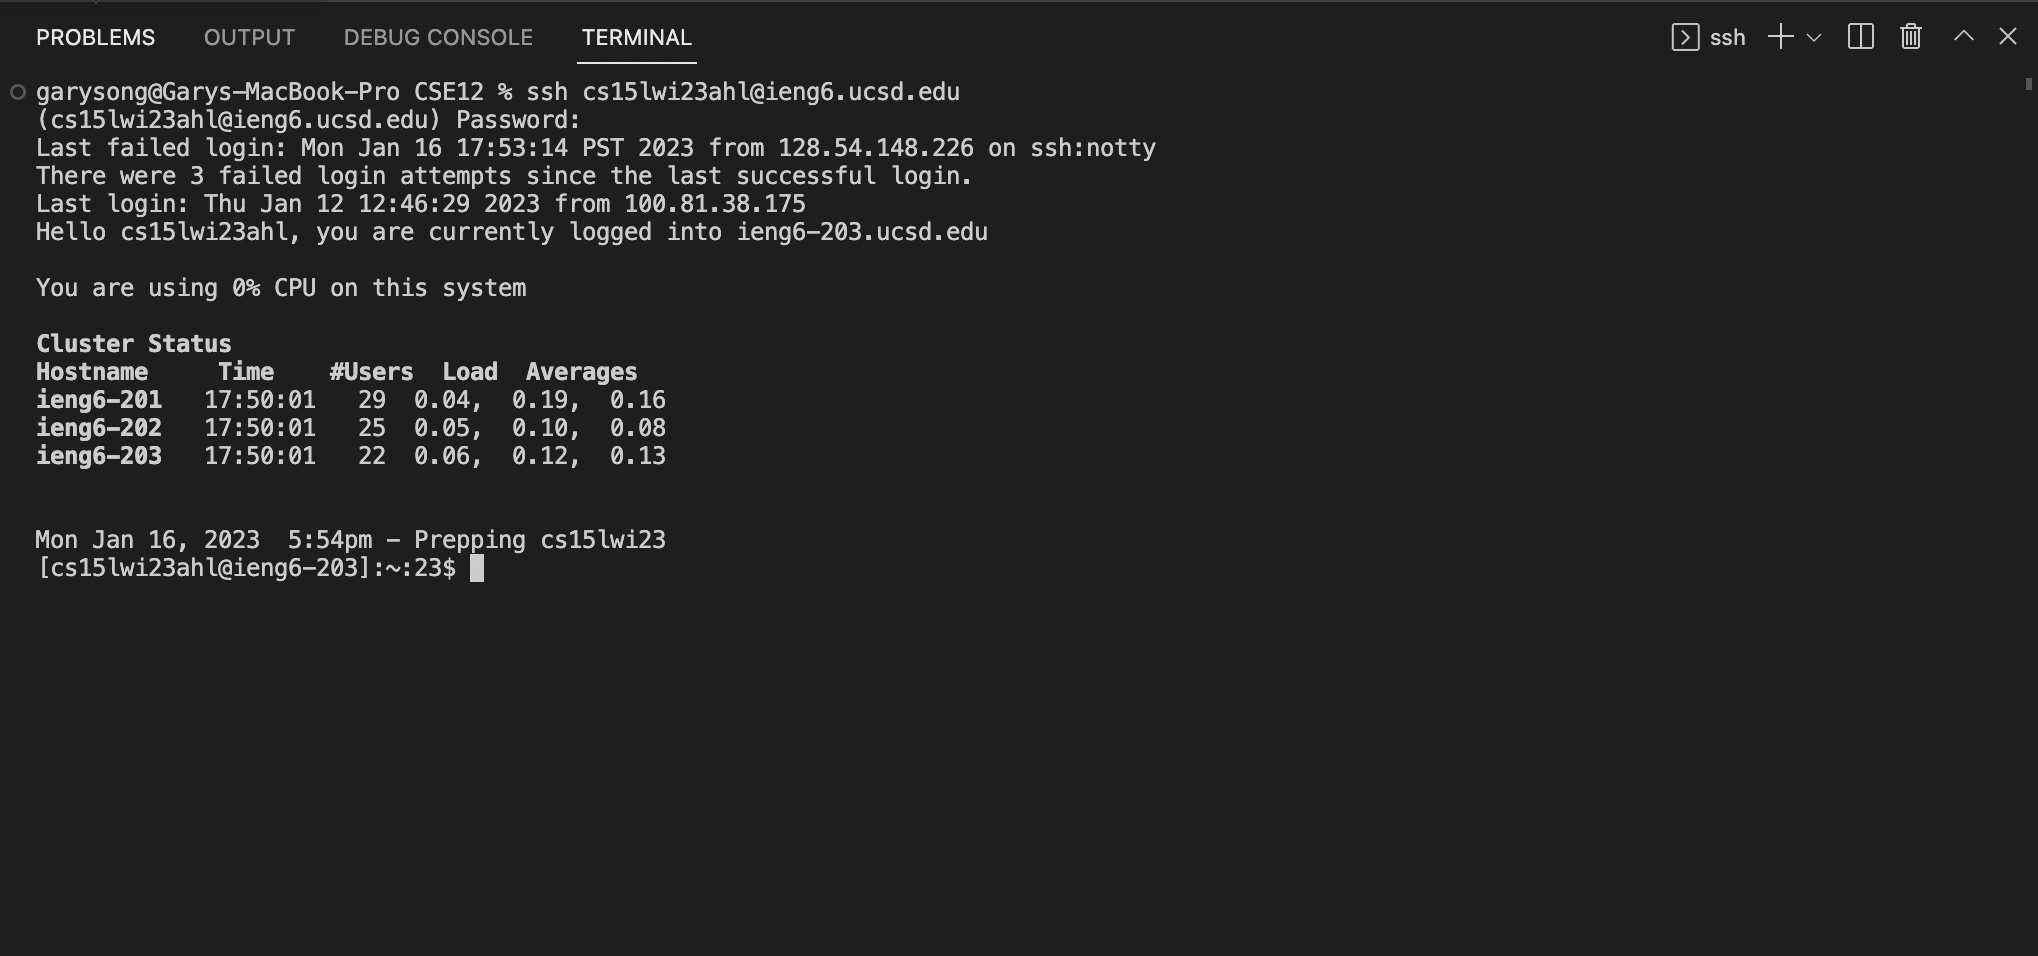 PROBLEMS OUTPUT DEBUG CONSOLE TERMINAL ssh
garysong@Garys-MacBook-Pro CSE12 % ssh cs15lwi23ahl@ieng6.ucsd.edu
(cs15lwi23ahl@ieng6.ucsd.edu) Password:
Last failed login: Mon Jan 16 17:53:14 PST 2023 from 128.54.148.226 on ssh:notty
There were 3 failed login attempts since the last successful login.
Last login: Thu Jan 12 12:46:29 2023 from 100.81.38.175
Hello cs15lwi23ahl, you are currently logged into ieng6-203.ucsd.edu
You are using 0% CPU on this system
Cluster Status
Hostname     Time    #Users  Load  Averages
ieng6-201   17:50:01   29  0.04,  0.19,  0.16
ieng6-202   17:50:01   25  0.05,  0.10,  0.08
ieng6-203   17:50:01   22  0.06,  0.12,  0.13
Mon Jan 16, 2023  5:54pm - Prepping cs15lwi23
[cs15lwi23ahl@ieng6-203]:~:23$